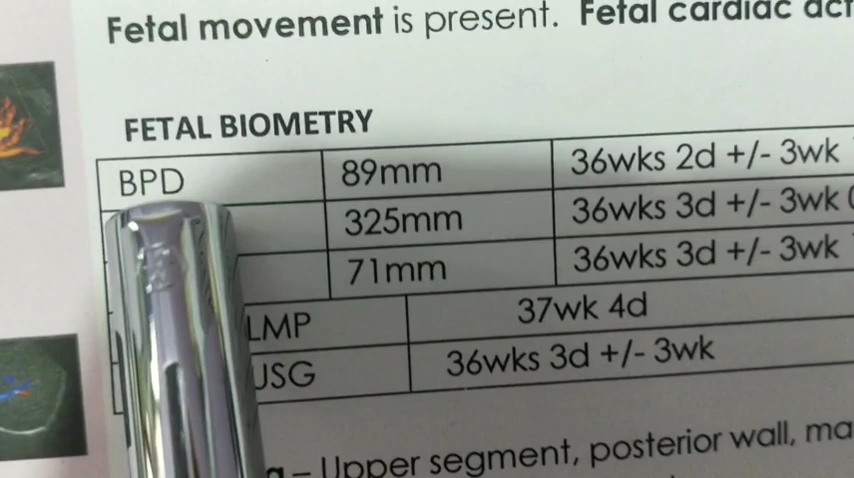 Fetal movement is present. Fetal cardiac
FETAL BIOMETRY
BPD 89mm 36wks 2d +/- 3wk
325mm 36wks 3d +/- 3wk
71mm 36wks 3d +/- 3wk
LMP 37wk 4d
USG 36wks 3d +/- 3wk
– Upper segment, posterior wall,